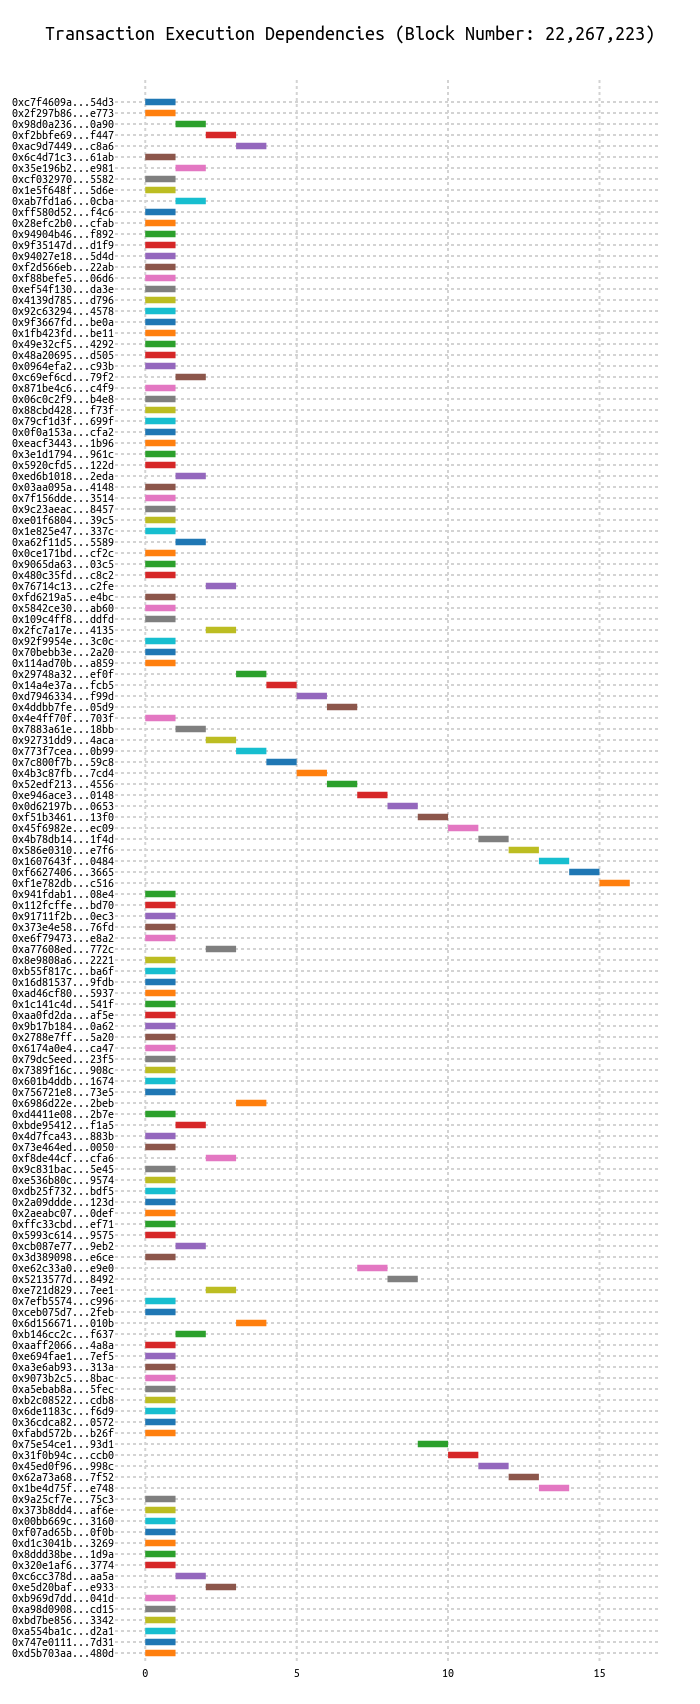 Transaction Execution Dependencies (Block Number: 22,267,223)
0xc7f4609a...54d3
0x2f297b86...e773
0x98d0a236...0a90
0xf2bbfe69...f447
0xac9d7449...c8a6
0x6c4d71c3...61ab
0x35e196b2...e981
0xcf032970...5582
0x1e5f648f...5d6e
0xab7fd1a6...0cba
0xff580d52...f4c6
0x28efc2b0...cfab
0x94904b46...f892
0x9f35147d...d1f9
0x94027e18...5d4d
0xf2d566eb...22ab
0xf88befe5...06d6
0xef54f130...da3e
0x4139d785...d796
0x92c63294...4578
0x9f3667fd...be0a
0x1fb423fd...be11
0x49e32cf5...4292
0x48a20695...d505
0x0964efa2...c93b
0xc69ef6cd...79f2
0x871be4c6...c4f9
0x06c0c2f9...b4e8
0x88cbd428...f73f
0x79cf1d3f...699f
0x0f0a153a...cfa2
0xeacf3443...1b96
0x3e1d1794...961c
0x5920cfd5...122d
0xed6b1018...2eda
0x03aa095a...4148
0x7f156dde...3514
0x9c23aeac...8457
0xe01f6804...39c5
0x1e825e47...337c
0xa62f11d5...5589
0x0ce171bd...cf2c
0x9065da63...03c5
0x480c35fd...c8c2
0x76714c13...c2fe
0xfd6219a5...e4bc
0x5842ce30...ab60
0x109c4ff8...ddfd
0x2fc7a17e...4135
0x92f9954e...3c0c
0x70bebb3e...2a20
0x114ad70b...a859
0x29748a32...ef0f
0x14a4e37a...fcb5
0xd7946334...f99d
0x4ddbb7fe...05d9
0x4e4ff70f...703f
0x7883a61e...18bb
0x92731dd9...4aca
0x773f7cea...0b99
0x7c800f7b...59c8
0x4b3c87fb...7cd4
0x52edf213...4556
0xe946ace3...0148
0x0d62197b...0653
0xf51b3461...13f0
0x45f6982e...ec09
0x4b78db14...1f4d
0x586e0310...e7f6
0x1607643f...0484
0xf6627406...3665
0xf1e782db...c516
0x941fdab1...08e4
0x112fcffe...bd70
0x91711f2b...0ec3
0x373e4e58...76fd
0xe6f79473...e8a2
0xa77608ed...772c
0x8e9808a6...2221
0xb55f817c...ba6f
0x16d81537...9fdb
0xad46cf80...5937
0x1c141c4d...541f
0xaa0fd2da...af5e
0x9b17b184...0a62
0x2788e7ff...5a20
0x6174a0e4...ca47
0x79dc5eed...23f5
0x7389f16c...908c
0x601b4ddb...1674
0x756721e8...73e5
0x6986d22e...2beb
0xd4411e08...2b7e
0xbde95412...f1a5
0x4d7fca43...883b
0x73e464ed...0050
0xf8de44cf...cfa6
0x9c831bac...5e45
0xe536b80c...9574
0xdb25f732...bdf5
0x2a09ddde...123d
0x2aeabc07...0def
0xffc33cbd...ef71
0x5993c614...9575
0xcb087e77...9eb2
0x3d389098...e6ce
0xe62c33a0...e9e0
0x5213577d...8492
0xe721d829...7ee1
0x7efb5574...c996
0xceb075d7...2feb
0x6d156671...010b
0xb146cc2c...f637
0xaaff2066...4a8a
0xe694fae1...7ef5
0xa3e6ab93...313a
0x9073b2c5...8bac
0xa5ebab8a...5fec
0xb2c08522...cdb8
0x6de1183c...f6d9
0x36cdca82...0572
0xfabd572b...b26f
0x75e54ce1...93d1
0x31f0b94c...ccb0
0x45ed0f96...998c
0x62a73a68...7f52
0x1be4d75f...e748
0x9a25cf7e...75c3
0x373b8dd4...af6e
0x00bb669c...3160
0xf07ad65b...0f0b
0xd1c3041b...3269
0x8ddd38be...1d9a
0x320e1af6...3774
0xc6cc378d...aa5a
0xe5d20baf...e933
0xb969d7dd...041d
0xa98d0908...cd15
0xbd7be856...3342
0xa554ba1c...d2a1
0x747e0111...7d31
0xd5b703aa...480d
0 5 10 15